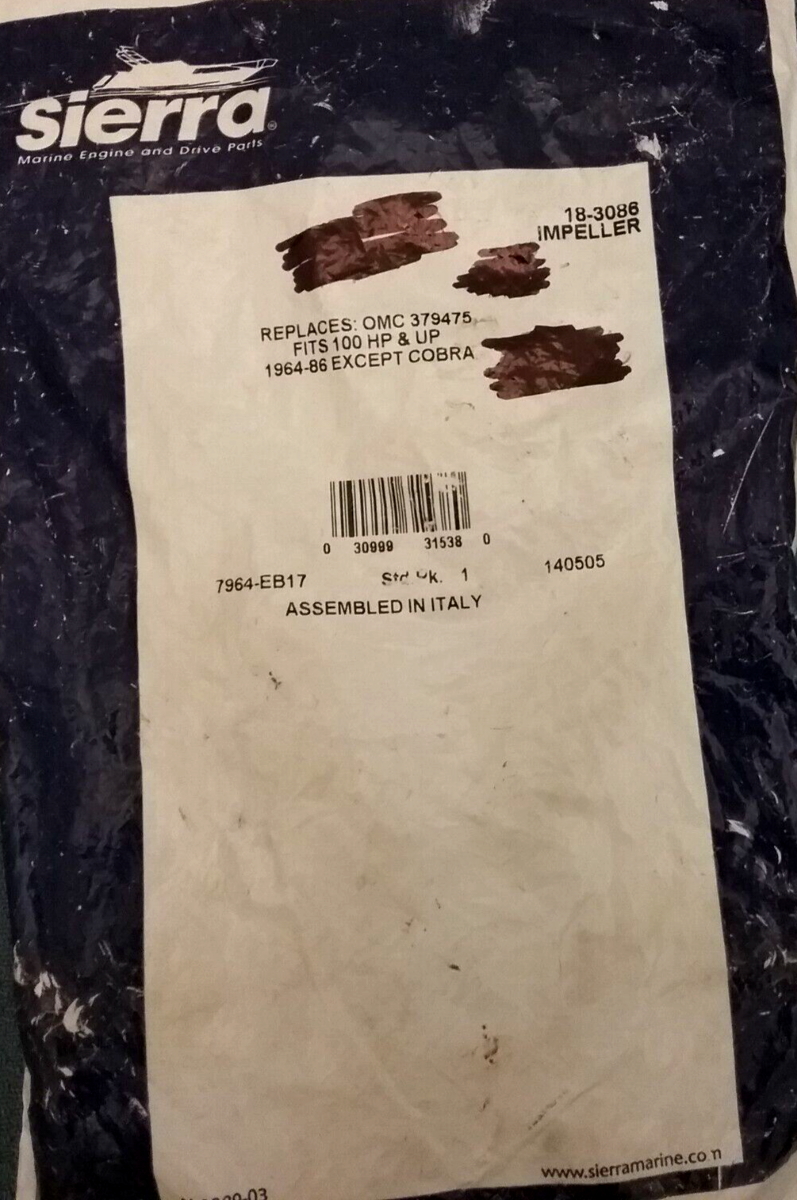 sierra®
Marine Engine and Drive Parts
18-3086
IMPELLER
REPLACES: OMC 379475
FITS 100 HP & UP
1964-86 EXCEPT COBRA
0 30999 31538 0
7964-EB17 Std. Pk. 1 140505
ASSEMBLED IN ITALY
www.sierramarine.com